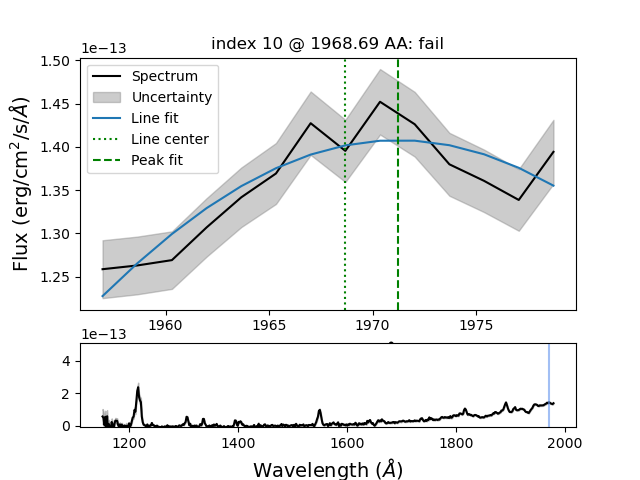 index 10 @ 1968.69 AA: fail
1e−13
1.50
1.45
1.40
1.35
1.30
1.25
Flux (erg/cm²/s/Å)
Spectrum
Uncertainty
Line fit
Line center
Peak fit
1960
1965
1970
1975
1e−13
4
2
0
1200
1400
1600
1800
2000
Wavelength (Å)